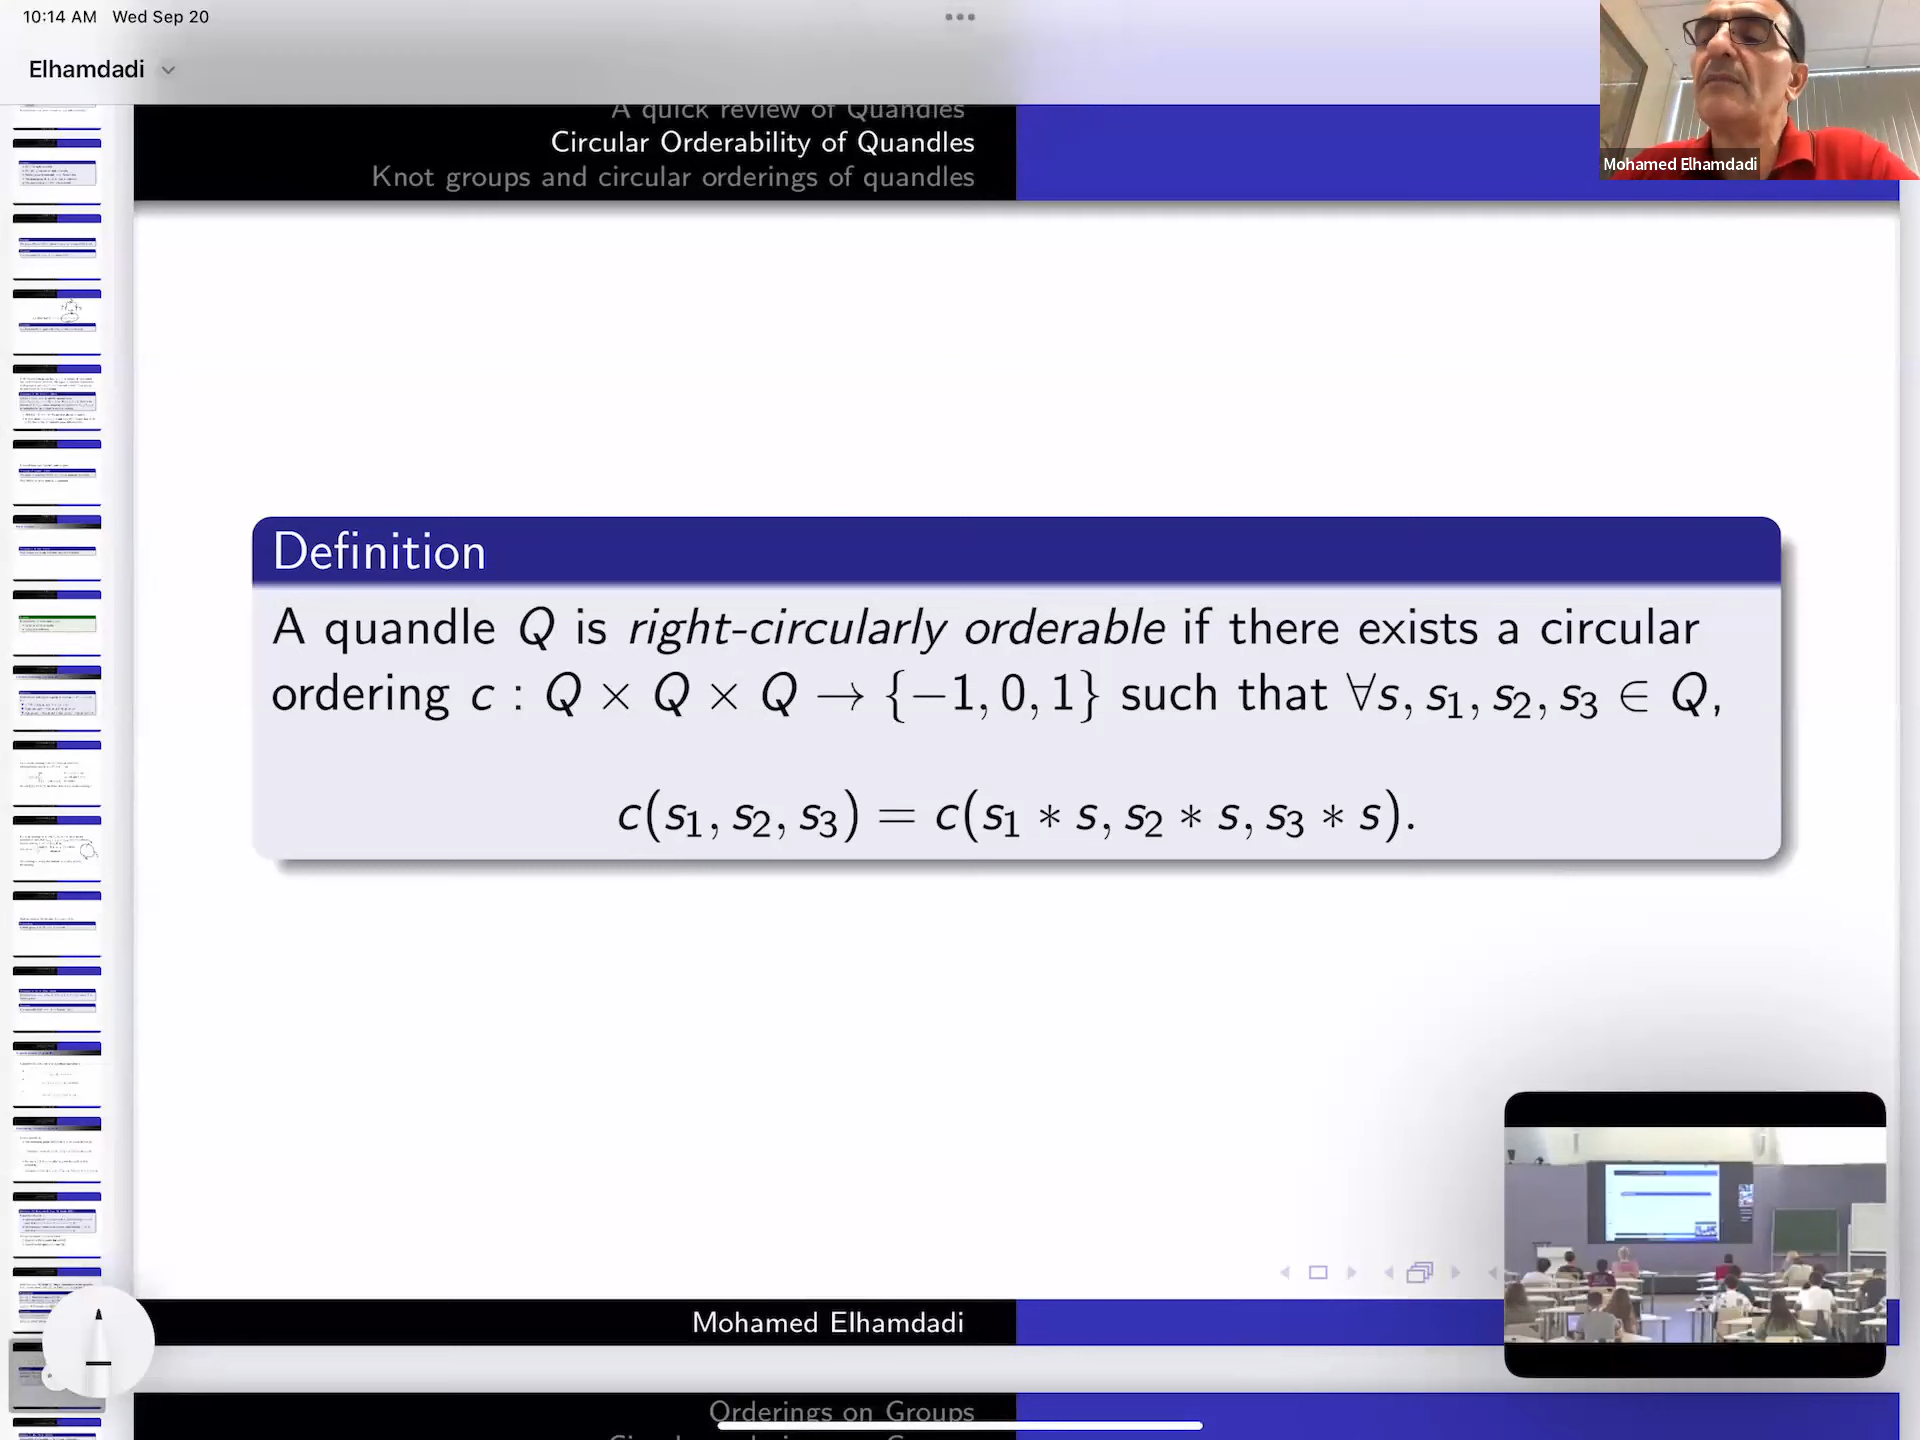 10:14 AM Wed Sep 20
Elhamdadi
A quick review of Quandles
Circular Orderability of Quandles
Knot groups and circular orderings of quandles
Mohamed Elhamdadi
Definition
A quandle Q is right-circularly orderable if there exists a circular
ordering c : Q × Q × Q → {−1, 0, 1} such that ∀s, s₁, s₂, s₃ ∈ Q,
c(s₁, s₂, s₃) = c(s₁ ∗ s, s₂ ∗ s, s₃ ∗ s).
Mohamed Elhamdadi
Orderings on Groups